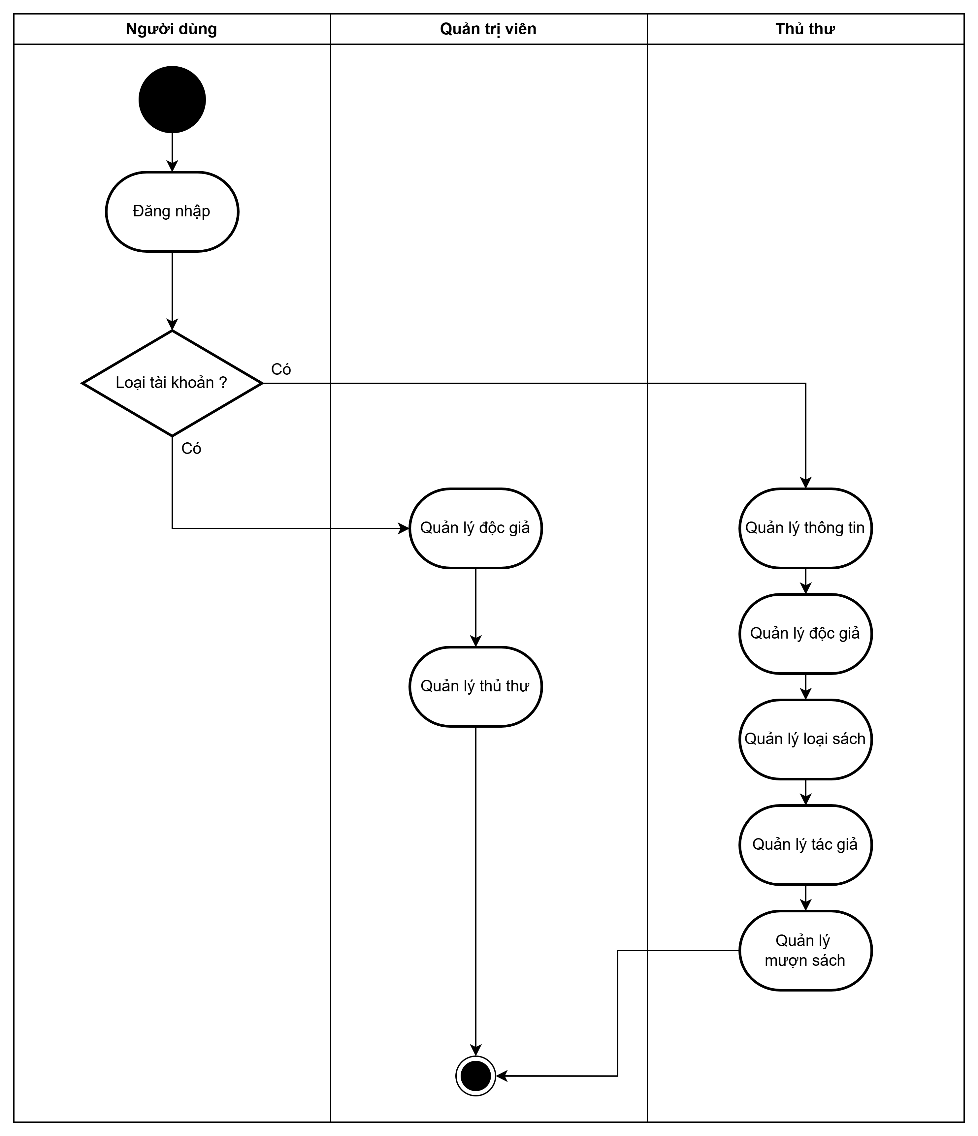 Người dùng
Quản trị viên
Thủ thư
Đăng nhập
Loại tài khoản ?
Có
Có
Quản lý độc giả
Quản lý thông tin
Quản lý độc giả
Quản lý thủ thư
Quản lý loại sách
Quản lý tác giả
Quản lý
mượn sách